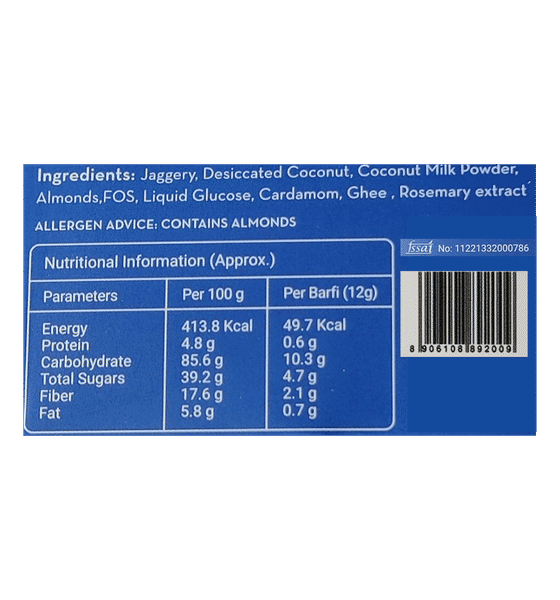 Ingredients: Jaggery, Desiccated Coconut, Coconut Milk Powder,
Almonds,FOS, Liquid Glucose, Cardamom, Ghee , Rosemary extract
ALLERGEN ADVICE: CONTAINS ALMONDS
Nutritional Information (Approx.)
Parameters Per 100 g Per Barfi (12g)
Energy 413.8 Kcal 49.7 Kcal
Protein 4.8 g 0.6 g
Carbohydrate 85.6 g 10.3 g
Total Sugars 39.2 g 4.7 g
Fiber 17.6 g 2.1 g
Fat 5.8 g 0.7 g
fssai No: 11221332000786
8 906108 892009